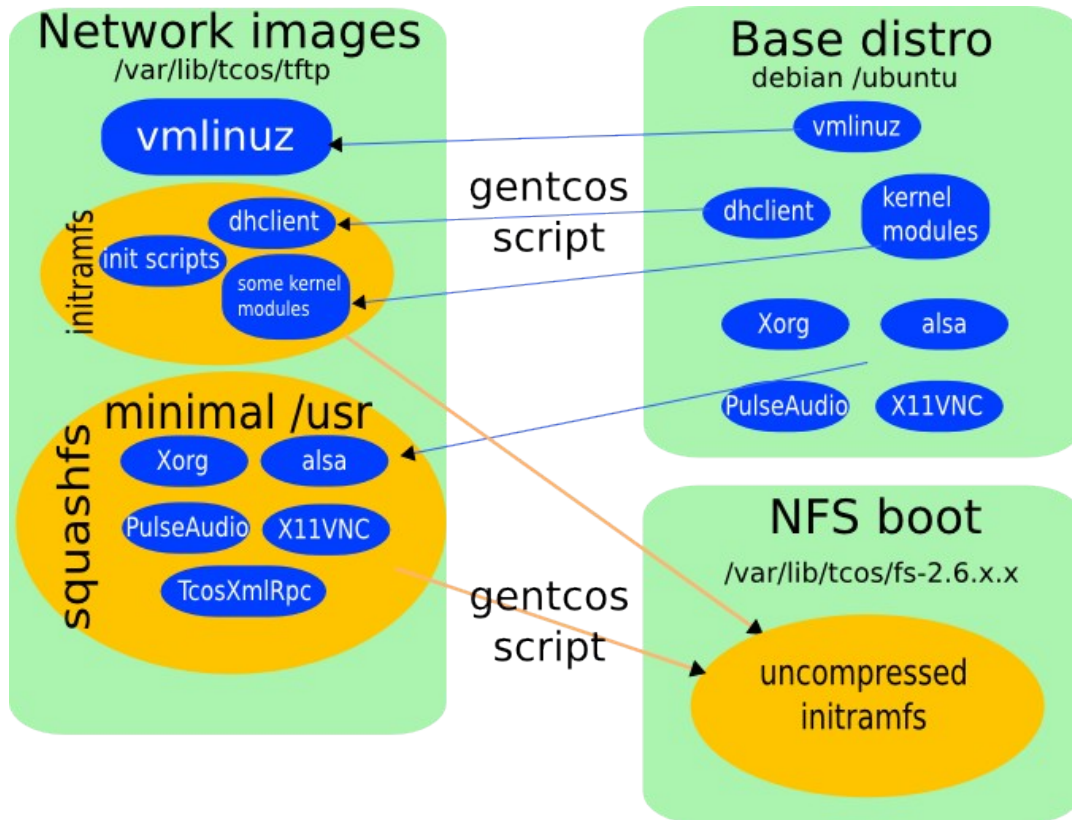 Network images
/var/lib/tcos/tftp
vmlinuz
initramfs
dhclient
init scripts
some kernel
modules
squashfs
minimal /usr
Xorg
alsa
PulseAudio
X11VNC
TcosXmlRpc
gentcos
script
gentcos
script
Base distro
debian /ubuntu
vmlinuz
dhclient
kernel
modules
Xorg
alsa
PulseAudio
X11VNC
NFS boot
/var/lib/tcos/fs-2.6.x.x
uncompressed
initramfs